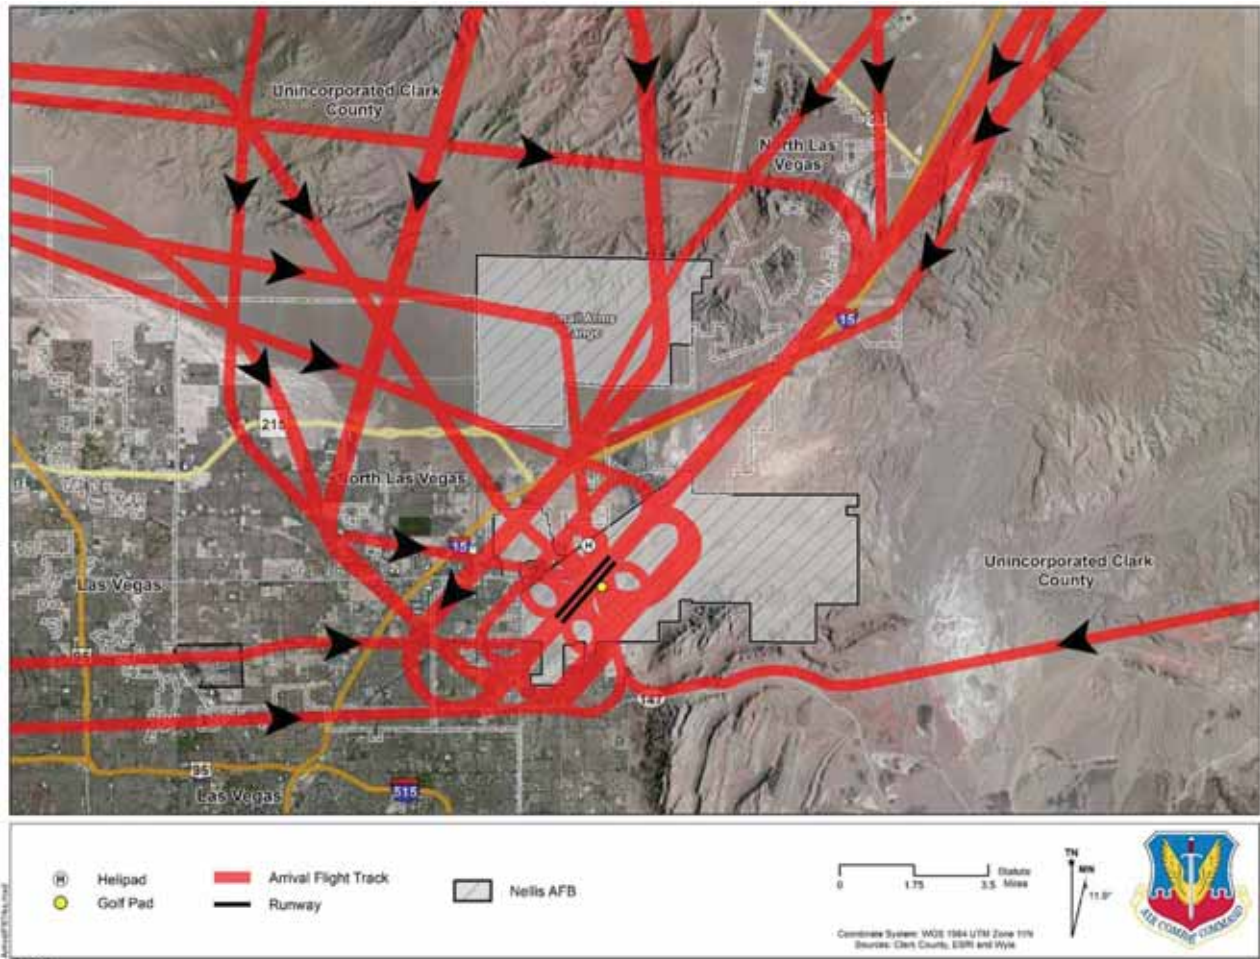 Unincorporated Clark
County
North Las
Vegas
15
215
North Las Vegas
15
H
Unincorporated Clark
County
Las Vegas
147
95
Las Vegas
515
H Helipad
Golf Pad
Arrival Flight Track
Runway
Nellis AFB
0 1.75 3.5
Statute
Miles
TN
MN
11.9°
Coordinate System: WGS 1984 UTM Zone 11N
Sources: Clark County, ESRI and Wyle
AIR COMBAT COMMAND